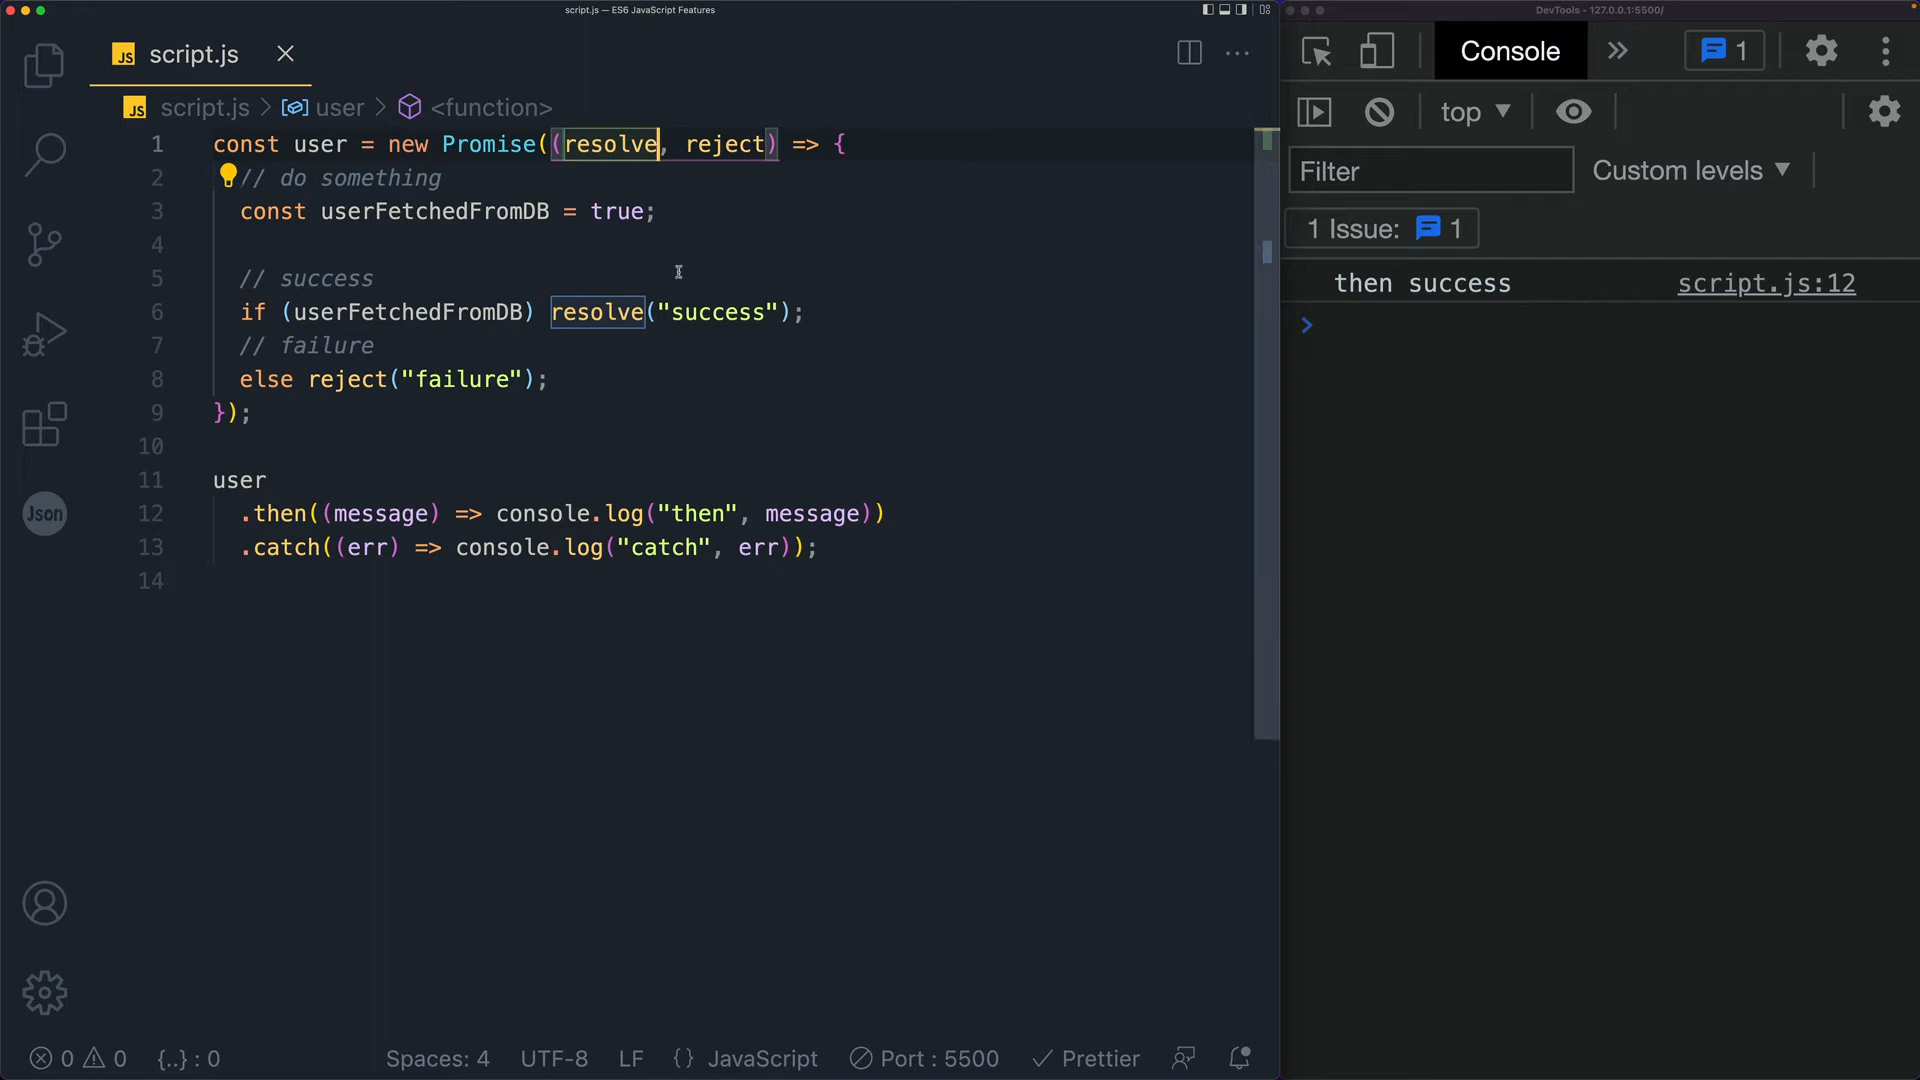 script.js — ES6 JavaScript Features
JS script.js
JS script.js > user > <function>
1 const user = new Promise((resolve, reject) => {
2 // do something
3 const userFetchedFromDB = true;
4
5 // success
6 if (userFetchedFromDB) resolve("success");
7 // failure
8 else reject("failure");
9 });
10
11 user
12 .then((message) => console.log("then", message))
13 .catch((err) => console.log("catch", err));
14
Json
0 0 {..} : 0 Spaces: 4 UTF-8 LF {} JavaScript Port : 5500 Prettier
DevTools - 127.0.0.1:5500/
Console 1
top
Filter Custom levels
1 Issue: 1
then success script.js:12
>